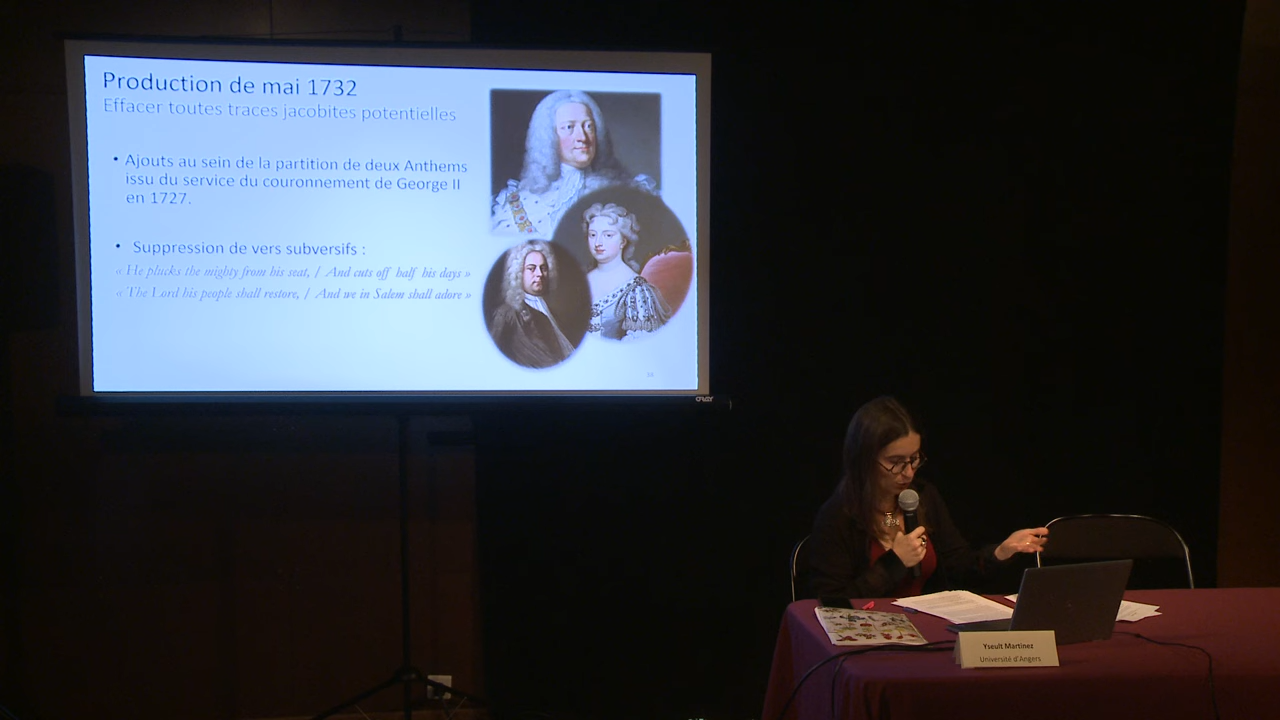 Production de mai 1732
Effacer toutes traces jacobites potentielles
• Ajouts au sein de la partition de deux Anthems
issu du service du couronnement de George II
en 1727.
• Suppression de vers subversifs :
« He plucks the mighty from his seat, / And cuts off half his days »
« The Lord his people shall restore, / And we in Salem shall adore »
Yseult Martinez
Université d'Angers